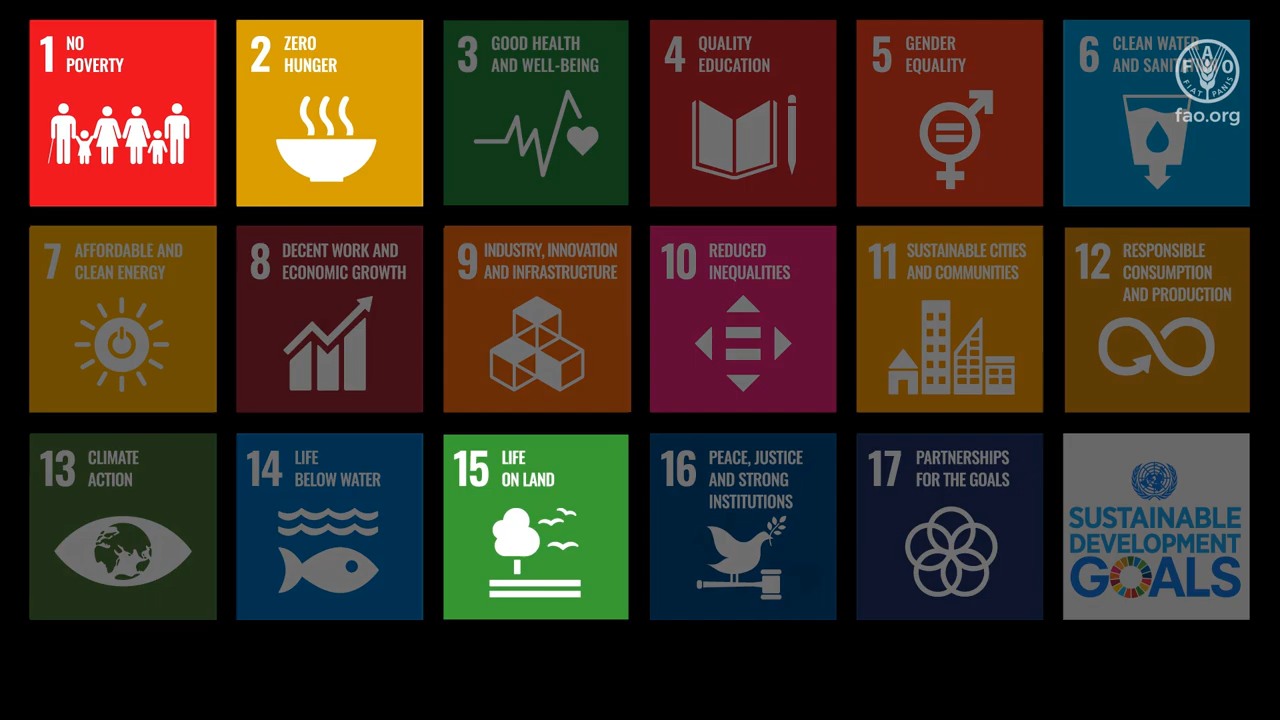 1 NO
POVERTY
2 ZERO
HUNGER
3 GOOD HEALTH
AND WELL-BEING
4 QUALITY
EDUCATION
5 GENDER
EQUALITY
6 CLEAN WATER
AND
FAO
FIAT PANIS
fao.org
7 AFFORDABLE AND
CLEAN ENERGY
8 DECENT WORK AND
ECONOMIC GROWTH
9 INDUSTRY, INNOVATION
AND INFRASTRUCTURE
10 REDUCED
INEQUALITIES
11 SUSTAINABLE CITIES
AND COMMUNITIES
12 RESPONSIBLE
CONSUMPTION
AND PRODUCTION
13 CLIMATE
ACTION
14 LIFE
BELOW WATER
15 LIFE
ON LAND
16 PEACE, JUSTICE
AND STRONG
INSTITUTIONS
17 PARTNERSHIPS
FOR THE GOALS
SUSTAINABLE
DEVELOPMENT
GOALS